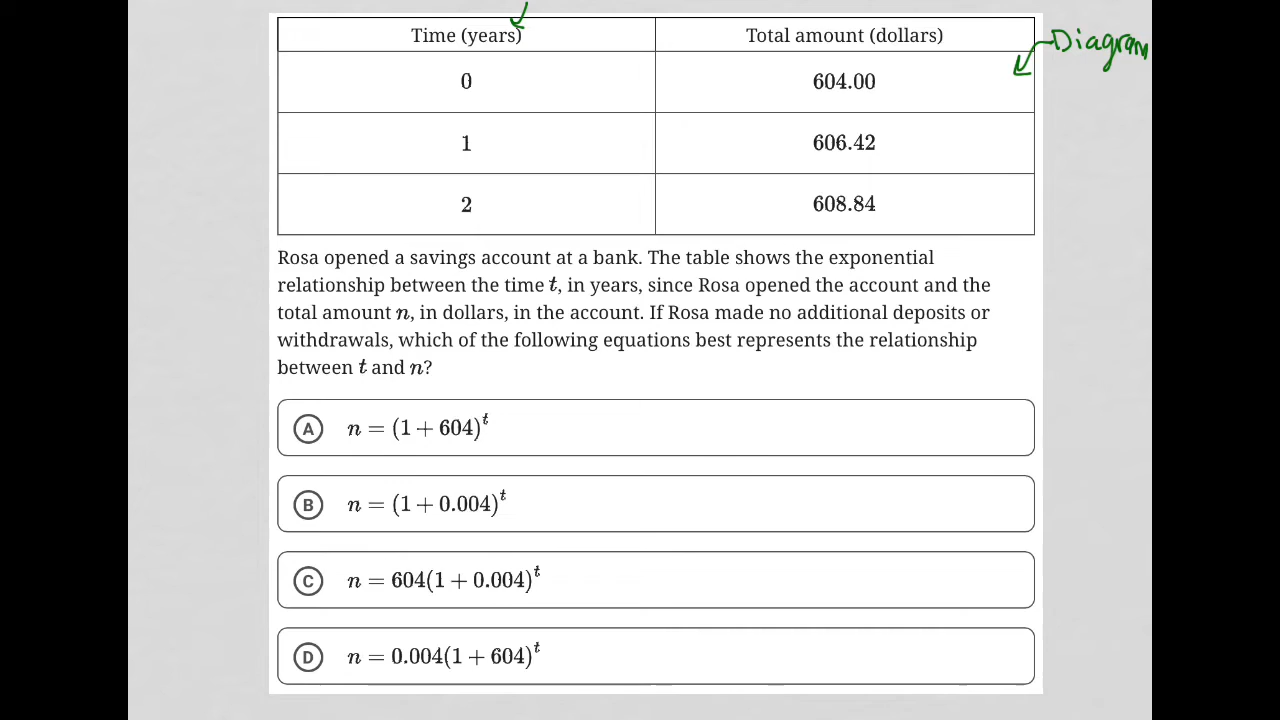 Time (years) Total amount (dollars)
Diagram
0 604.00
1 606.42
2 608.84
Rosa opened a savings account at a bank. The table shows the exponential
relationship between the time t, in years, since Rosa opened the account and the
total amount n, in dollars, in the account. If Rosa made no additional deposits or
withdrawals, which of the following equations best represents the relationship
between t and n?
A n = (1 + 604)^t
B n = (1 + 0.004)^t
C n = 604(1 + 0.004)^t
D n = 0.004(1 + 604)^t